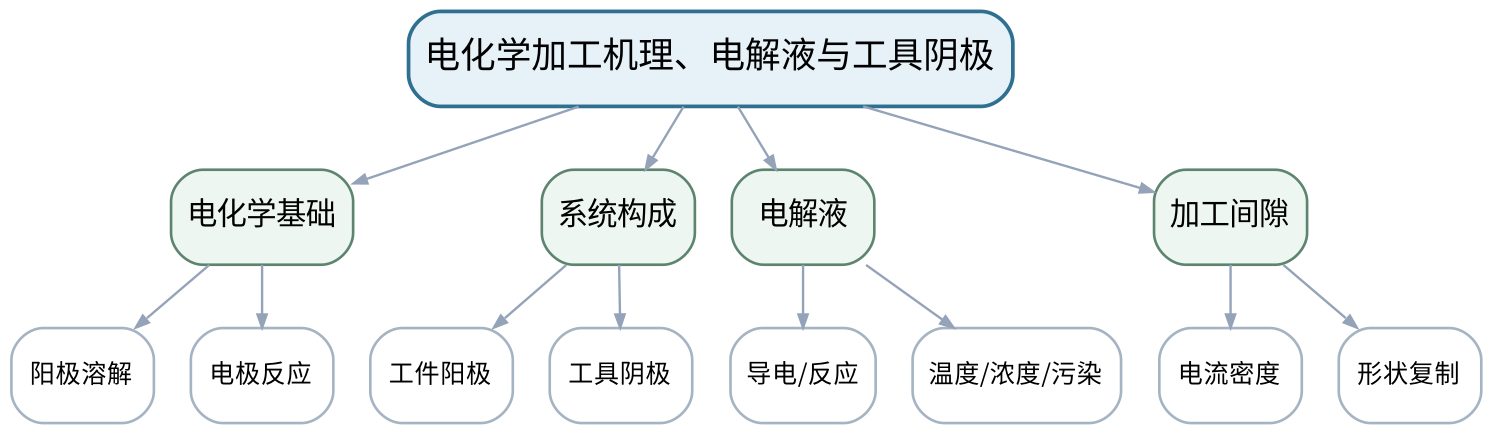 电化学加工机理、电解液与工具阴极
电化学基础
系统构成
电解液
加工间隙
阳极溶解
电极反应
工件阳极
工具阴极
导电/反应
温度/浓度/污染
电流密度
形状复制